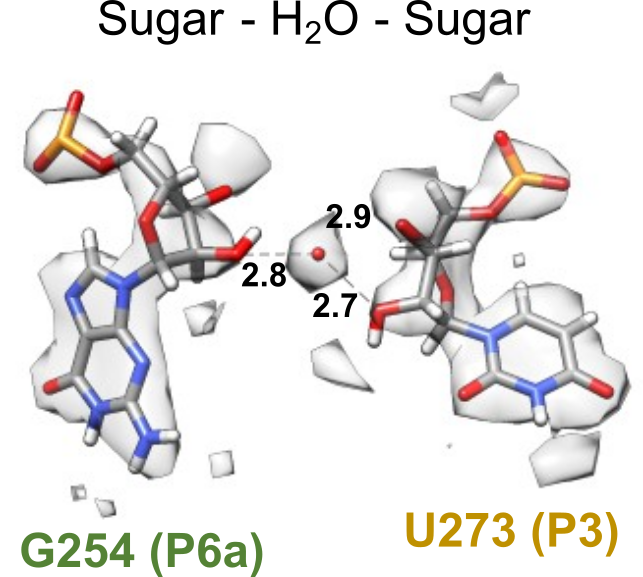 Sugar - H₂O - Sugar
2.9
2.8
2.7
G254 (P6a)
U273 (P3)